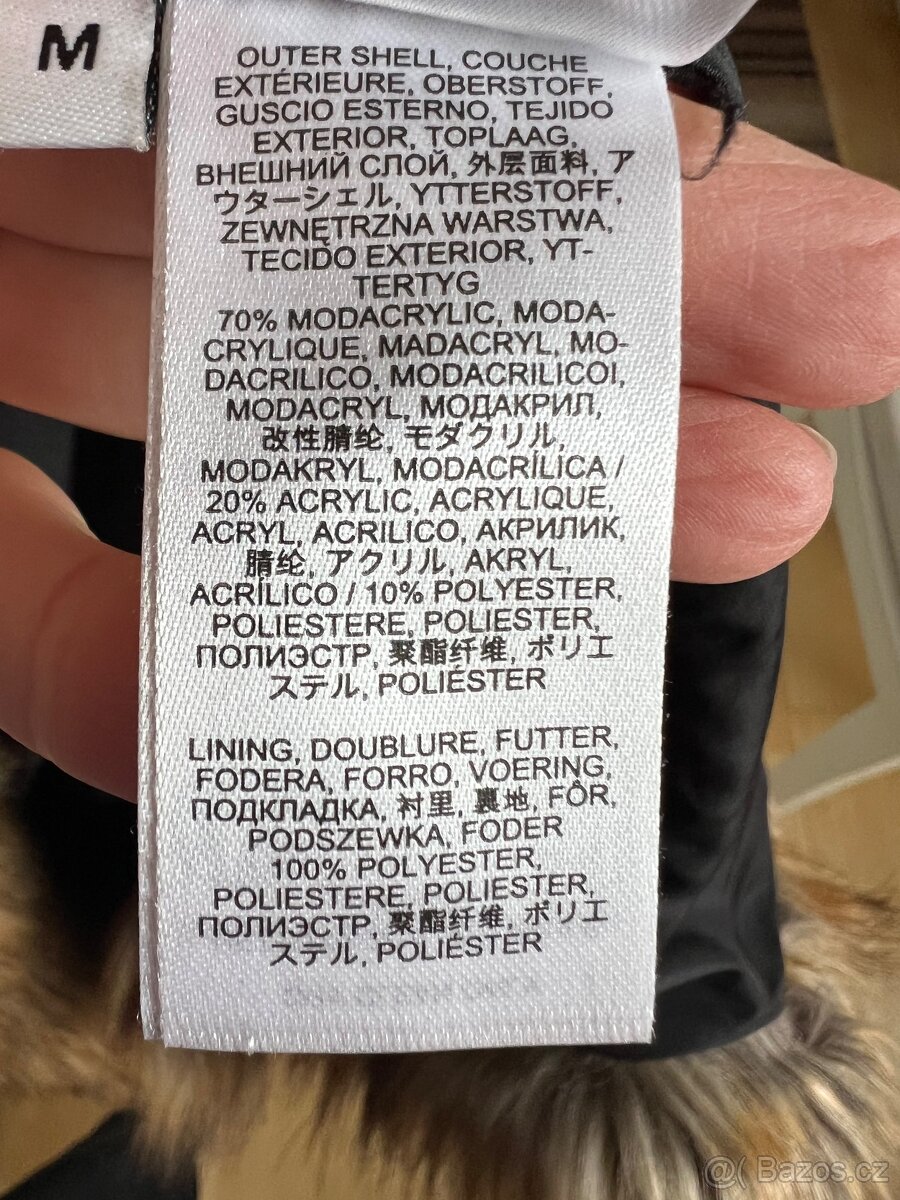 M
OUTER SHELL, COUCHE
EXTÉRIEURE, OBERSTOFF,
GUSCIO ESTERNO, TEJIDO
EXTERIOR, TOPLAAG,
ВНЕШНИЙ СЛОЙ, 外层面料, ア
ウターシェル, YTTERSTOFF,
ZEWNĘTRZNA WARSTWA,
TECIDO EXTERIOR, YT-
TERTYG
70% MODACRYLIC, MODA-
CRYLIQUE, MADACRYL, MO-
DACRILICO, MODACRILICOI,
MODACRYL, МОДАКРИЛ,
改性腈纶, モダクリル,
MODAKRYL, MODACRÍLICA /
20% ACRYLIC, ACRYLIQUE,
ACRYL, ACRILICO, АКРИЛИК,
腈纶, アクリル, AKRYL,
ACRÍLICO / 10% POLYESTER,
POLIESTERE, POLIESTER,
ПОЛИЭСТР, 聚酯纤维, ポリエ
ステル, POLIÉSTER
LINING, DOUBLURE, FUTTER,
FODERA, FORRO, VOERING,
ПОДКЛАДКА, 衬里, 裏地, FÔR,
PODSZEWKA, FODER
100% POLYESTER,
POLIESTERE, POLIESTER,
ПОЛИЭСТР, 聚酯纤维, ポリエ
ステル, POLIÉSTER
@( Bazos.cz